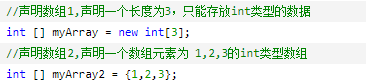 //声明数组1,声明一个长度为3，只能存放int类型的数据
int [] myArray = new int[3];
//声明数组2,声明一个数组元素为 1,2,3的int类型数组
int [] myArray2 = {1,2,3};